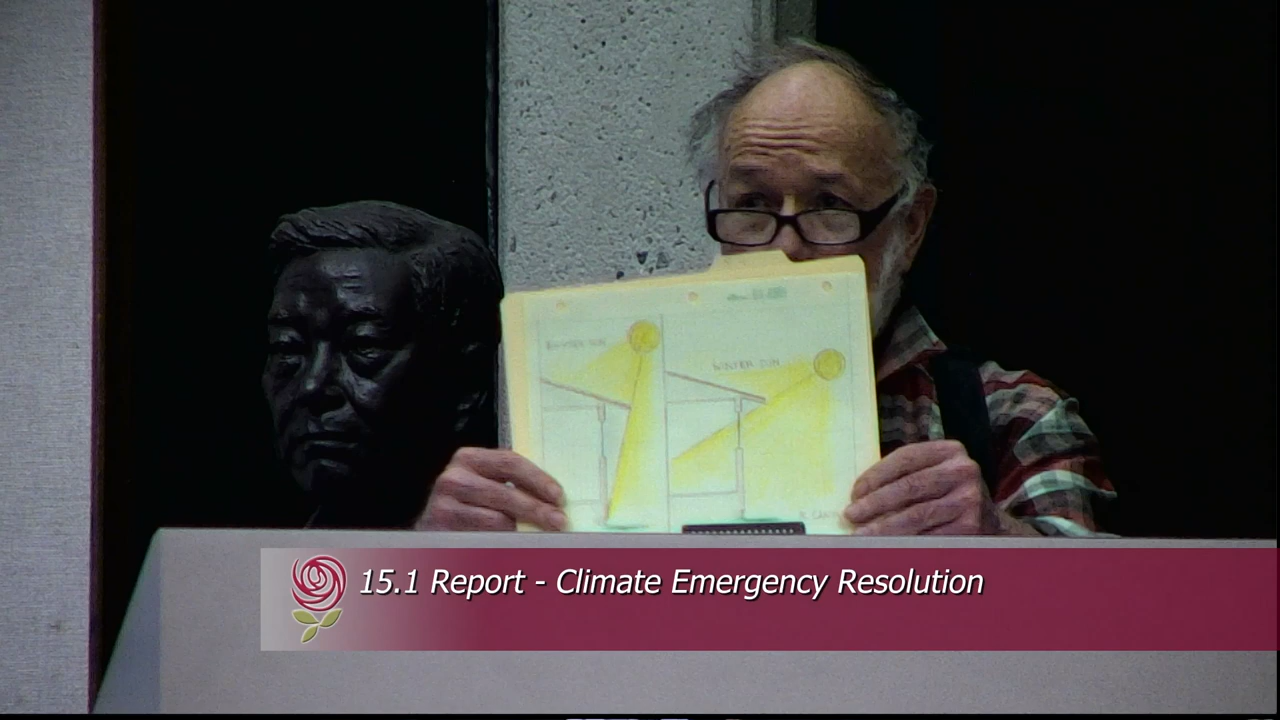 SUMMER SUN
WINTER SUN
15.1 Report - Climate Emergency Resolution